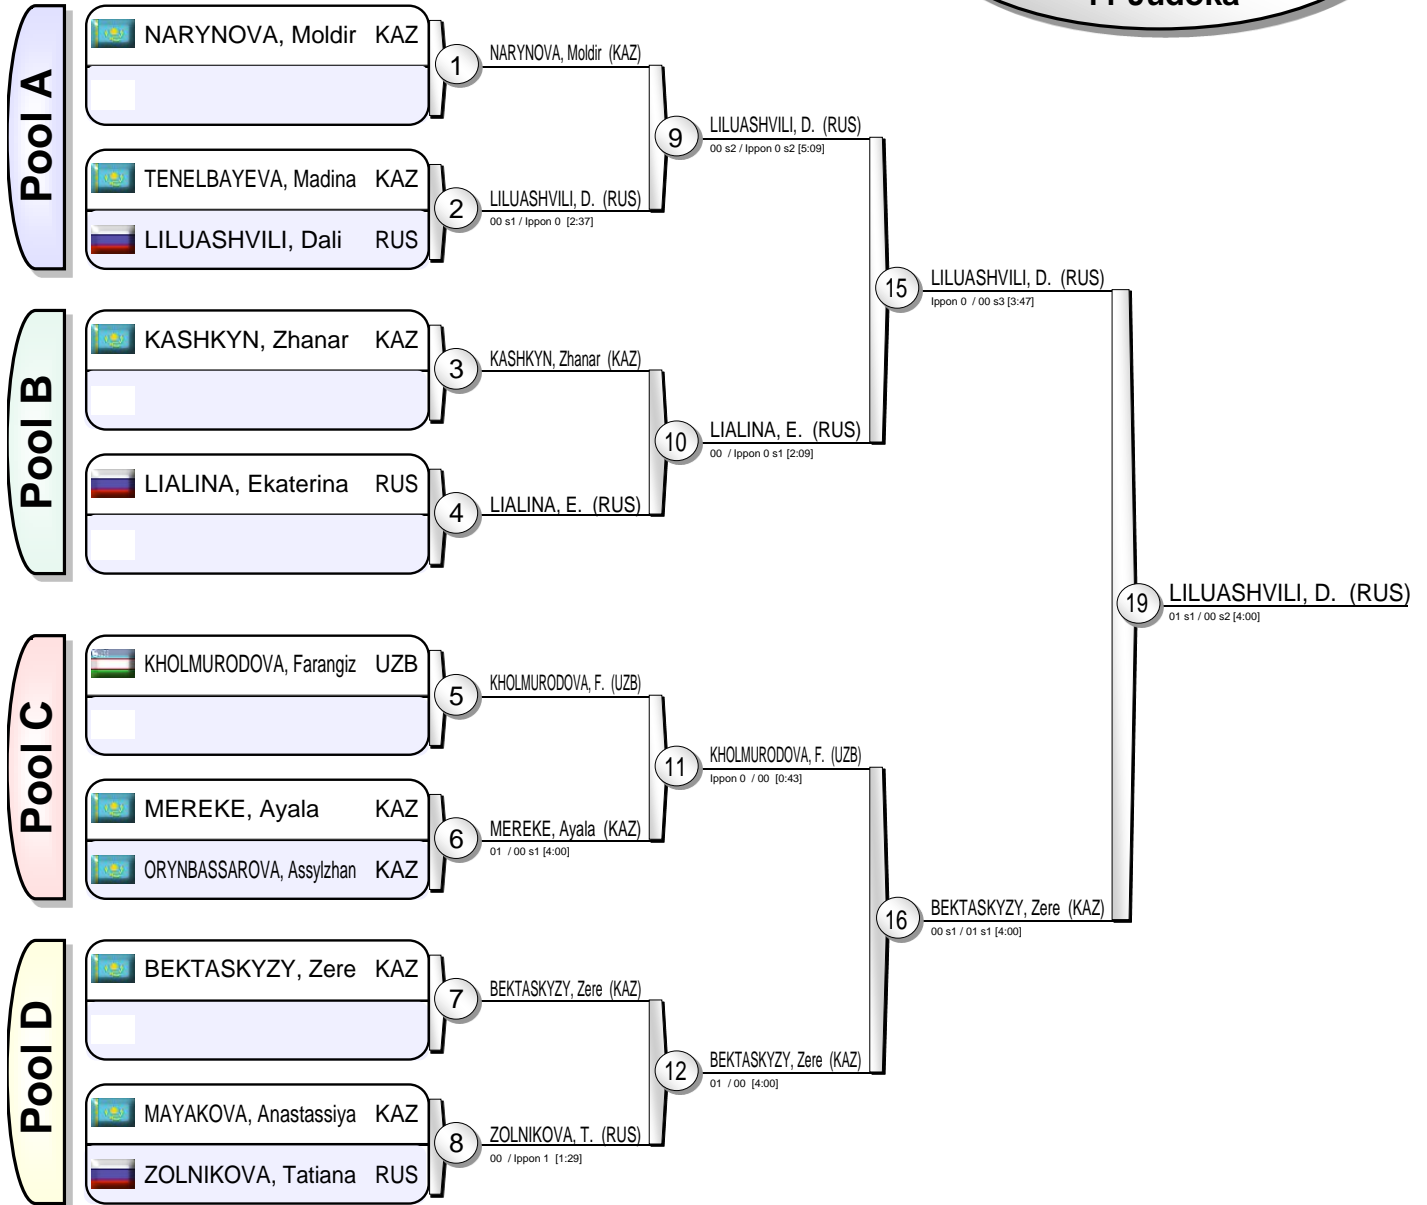 11 Judoka
Pool A
NARYNOVA, Moldir KAZ
1
NARYNOVA, Moldir (KAZ)
TENELBAYEVA, Madina KAZ
LILUASHVILI, Dali RUS
2
LILUASHVILI, D. (RUS)
00 s1 / Ippon 0 [2:37]
9
LILUASHVILI, D. (RUS)
00 s2 / Ippon 0 s2 [5:09]
Pool B
KASHKYN, Zhanar KAZ
3
KASHKYN, Zhanar (KAZ)
LIALINA, Ekaterina RUS
4
LIALINA, E. (RUS)
10
LIALINA, E. (RUS)
00 / Ippon 0 s1 [2:09]
15
LILUASHVILI, D. (RUS)
Ippon 0 / 00 s3 [3:47]
Pool C
KHOLMURODOVA, Farangiz UZB
5
KHOLMURODOVA, F. (UZB)
MEREKE, Ayala KAZ
ORYNBASSAROVA, Assylzhan KAZ
6
MEREKE, Ayala (KAZ)
01 / 00 s1 [4:00]
11
KHOLMURODOVA, F. (UZB)
Ippon 0 / 00 [0:43]
Pool D
BEKTASKYZY, Zere KAZ
7
BEKTASKYZY, Zere (KAZ)
MAYAKOVA, Anastassiya KAZ
ZOLNIKOVA, Tatiana RUS
8
ZOLNIKOVA, T. (RUS)
00 / Ippon 1 [1:29]
12
BEKTASKYZY, Zere (KAZ)
01 / 00 [4:00]
16
BEKTASKYZY, Zere (KAZ)
00 s1 / 01 s1 [4:00]
19
LILUASHVILI, D. (RUS)
01 s1 / 00 s2 [4:00]